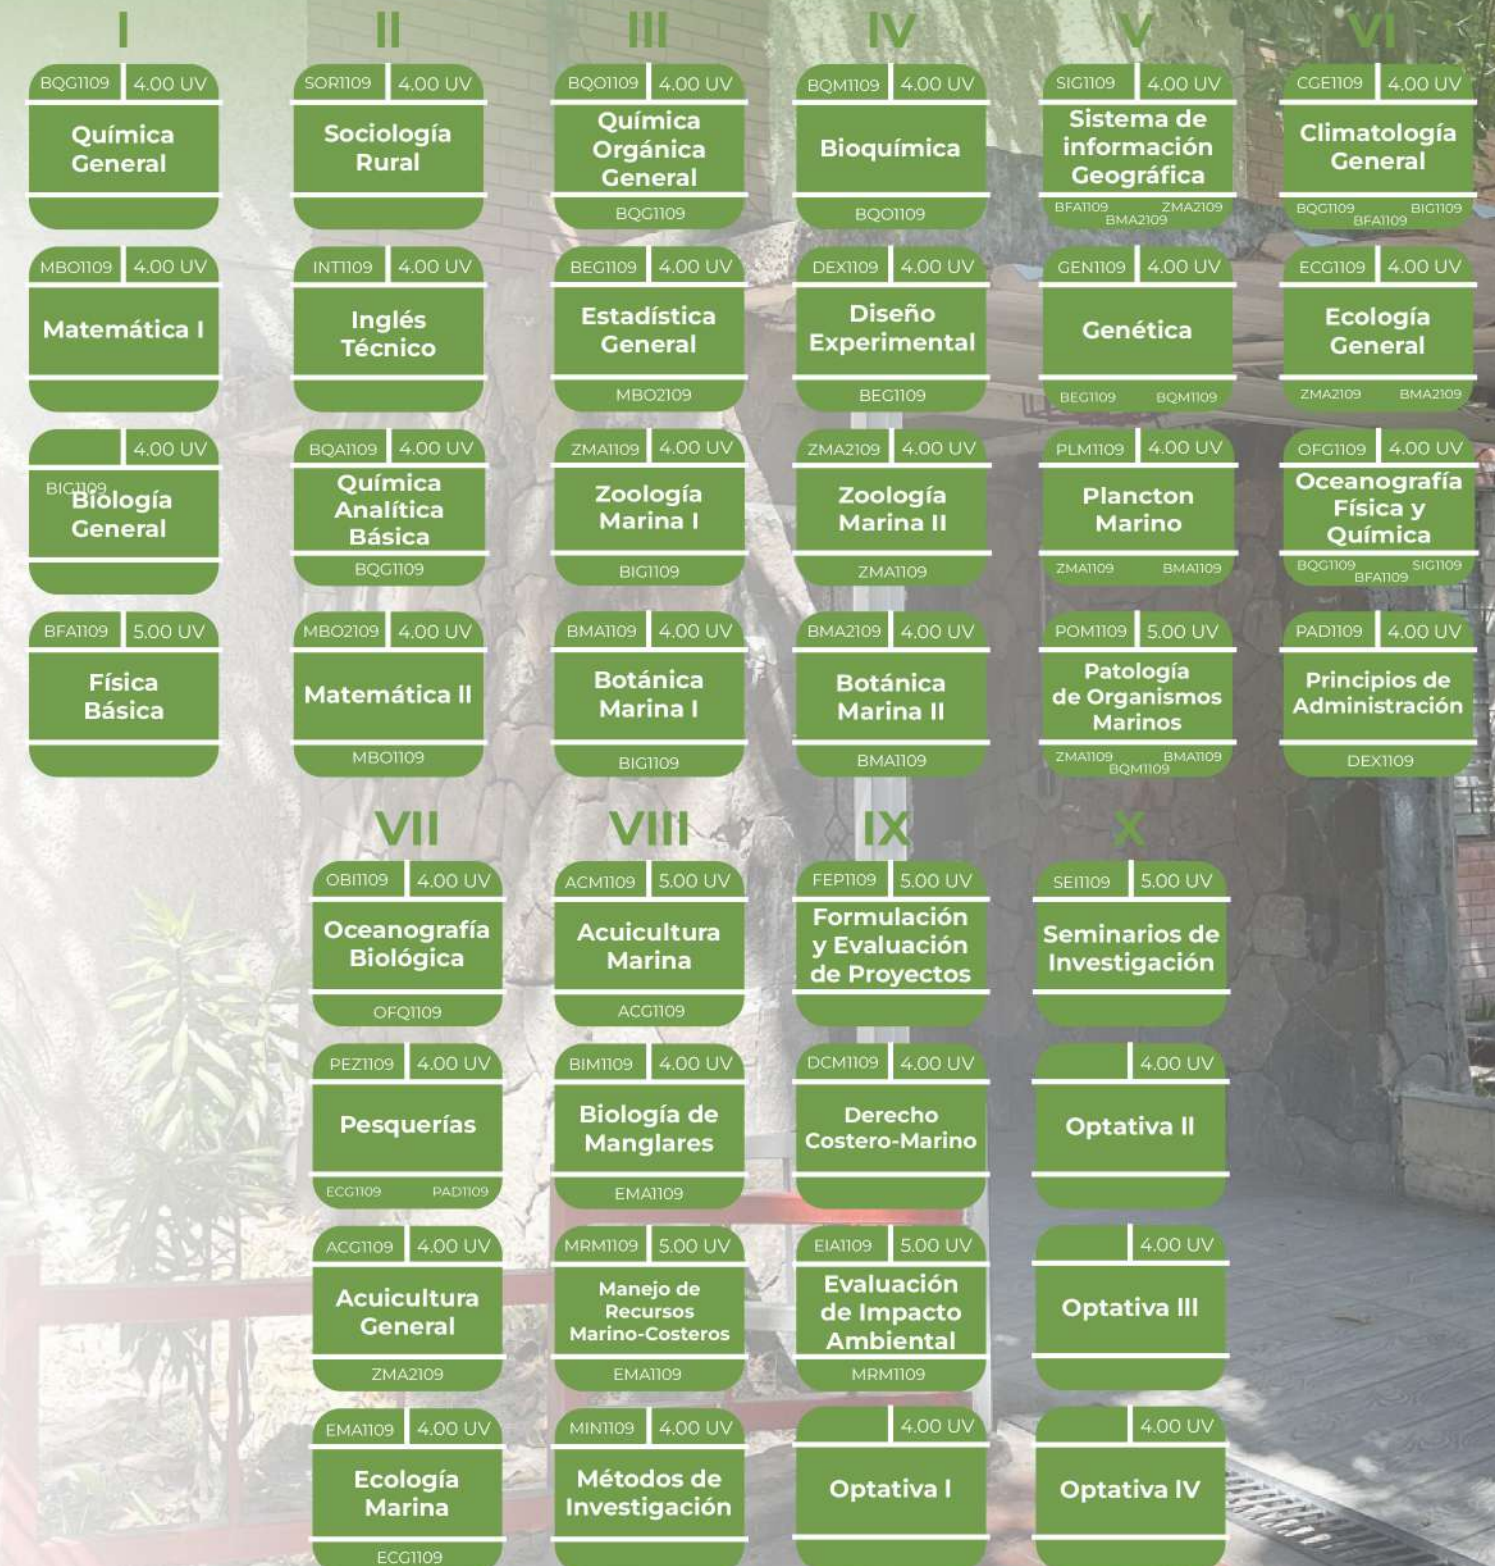 I II III IV V VI
BQG1109 4.00 UV
Química
General
SOR1109 4.00 UV
Sociología
Rural
BQO1109 4.00 UV
Química
Orgánica
General
BQG1109
BQM1109 4.00 UV
Bioquímica
BQO1109
SIG1109 4.00 UV
Sistema de
información
Geográfica
BFA1109 ZMA2109
BMA2109
CGE1109 4.00 UV
Climatología
General
BQG1109 BIG1109
BFA1109
MBO1109 4.00 UV
Matemática I
INT1109 4.00 UV
Inglés
Técnico
BEG1109 4.00 UV
Estadística
General
MBO2109
DEX1109 4.00 UV
Diseño
Experimental
BEG1109
GEN1109 4.00 UV
Genética
BEG1109 BQM1109
ECG1109 4.00 UV
Ecología
General
ZMA2109 BMA2109
4.00 UV
BIG1109
Biología
General
BQA1109 4.00 UV
Química
Analítica
Básica
BQG1109
ZMA1109 4.00 UV
Zoología
Marina I
BIG1109
ZMA2109 4.00 UV
Zoología
Marina II
ZMA1109
PLM1109 4.00 UV
Plancton
Marino
ZMA1109 BMA1109
OFG1109 4.00 UV
Oceanografía
Física y
Química
BQG1109 SIG1109
BFA1109
BFA1109 5.00 UV
Física
Básica
MBO2109 4.00 UV
Matemática II
MBO1109
BMA1109 4.00 UV
Botánica
Marina I
BIG1109
BMA2109 4.00 UV
Botánica
Marina II
BMA1109
POM1109 5.00 UV
Patología
de Organismos
Marinos
ZMA1109 BMA1109
BQM1109
PAD1109 4.00 UV
Principios de
Administración
DEX1109
VII VIII IX X
OBI1109 4.00 UV
Oceanografía
Biológica
OFQ1109
ACM1109 5.00 UV
Acuicultura
Marina
ACG1109
FEP1109 5.00 UV
Formulación
y Evaluación
de Proyectos
SEI1109 5.00 UV
Seminarios de
Investigación
PEZ1109 4.00 UV
Pesquerías
ECG1109 PAD1109
BIM1109 4.00 UV
Biología de
Manglares
EMA1109
DCM1109 4.00 UV
Derecho
Costero-Marino
4.00 UV
Optativa II
ACG1109 4.00 UV
Acuicultura
General
ZMA2109
MRM1109 5.00 UV
Manejo de
Recursos
Marino-Costeros
EMA1109
EIA1109 5.00 UV
Evaluación
de Impacto
Ambiental
MRM1109
4.00 UV
Optativa III
EMA1109 4.00 UV
Ecología
Marina
ECG1109
MIN1109 4.00 UV
Métodos de
Investigación
4.00 UV
Optativa I
4.00 UV
Optativa IV